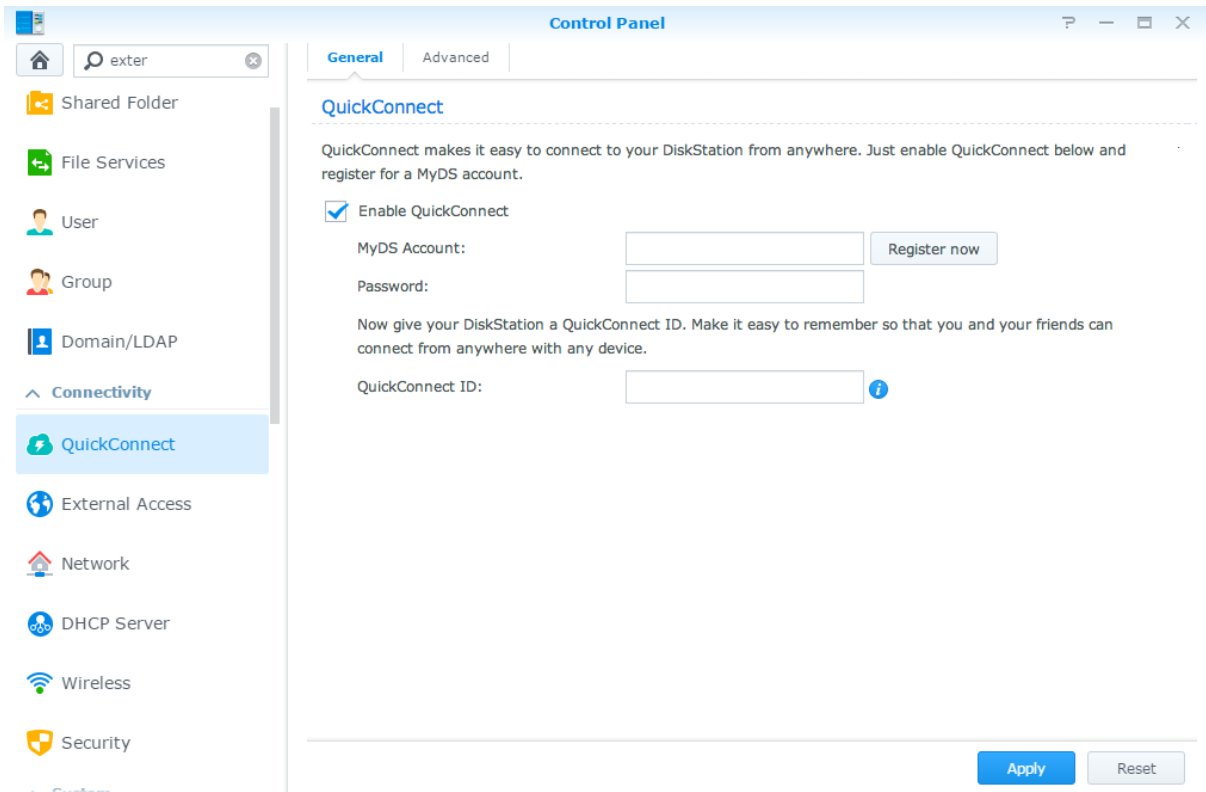 Control Panel
exter
General Advanced
Shared Folder
File Services
User
Group
Domain/LDAP
Connectivity
QuickConnect
External Access
Network
DHCP Server
Wireless
Security
System
QuickConnect
QuickConnect makes it easy to connect to your DiskStation from anywhere. Just enable QuickConnect below and
register for a MyDS account.
Enable QuickConnect
MyDS Account: Register now
Password:
Now give your DiskStation a QuickConnect ID. Make it easy to remember so that you and your friends can
connect from anywhere with any device.
QuickConnect ID:
Apply Reset